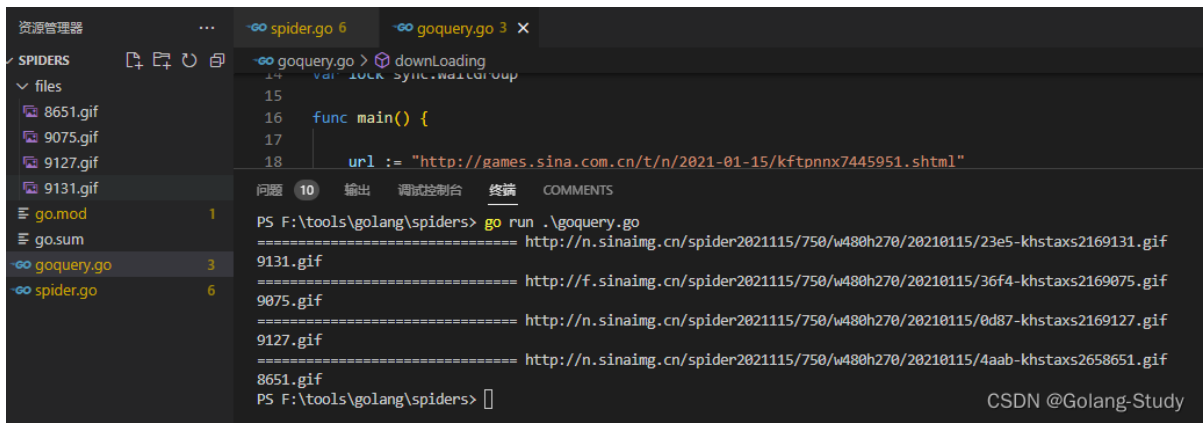 资源管理器 ...
SPIDERS
files
8651.gif
9075.gif
9127.gif
9131.gif
go.mod 1
go.sum
goquery.go 3
spider.go 6
spider.go 6 goquery.go 3
goquery.go > downLoading
14 var lock sync.WaitGroup
15
16 func main() {
17
18 url := "http://games.sina.com.cn/t/n/2021-01-15/kftpnnx7445951.shtml"
问题 10 输出 调试控制台 终端 COMMENTS
PS F:\tools\golang\spiders> go run .\goquery.go
================================ http://n.sinaimg.cn/spider2021115/750/w480h270/20210115/23e5-khstaxs2169131.gif
9131.gif
================================ http://f.sinaimg.cn/spider2021115/750/w480h270/20210115/36f4-khstaxs2169075.gif
9075.gif
================================ http://n.sinaimg.cn/spider2021115/750/w480h270/20210115/0d87-khstaxs2169127.gif
9127.gif
================================ http://n.sinaimg.cn/spider2021115/750/w480h270/20210115/4aab-khstaxs2658651.gif
8651.gif
PS F:\tools\golang\spiders>
CSDN @Golang-Study